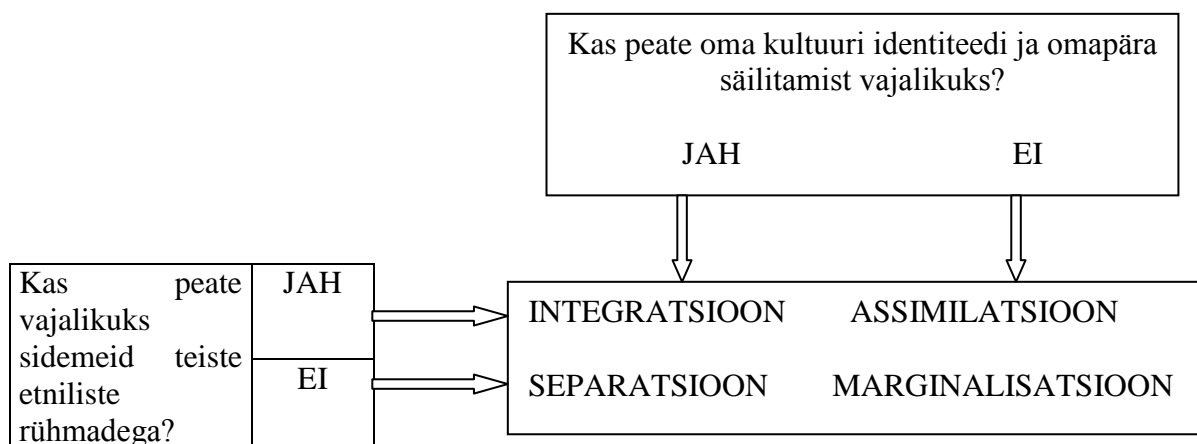 Kas peate oma kultuuri identiteedi ja omapära
säilitamist vajalikuks?
JAH EI
Kas peate
vajalikuks
sidemeid teiste
etniliste
rühmadega?
JAH
EI
INTEGRATSIOON ASSIMILATSIOON
SEPARATSIOON MARGINALISATSIOON